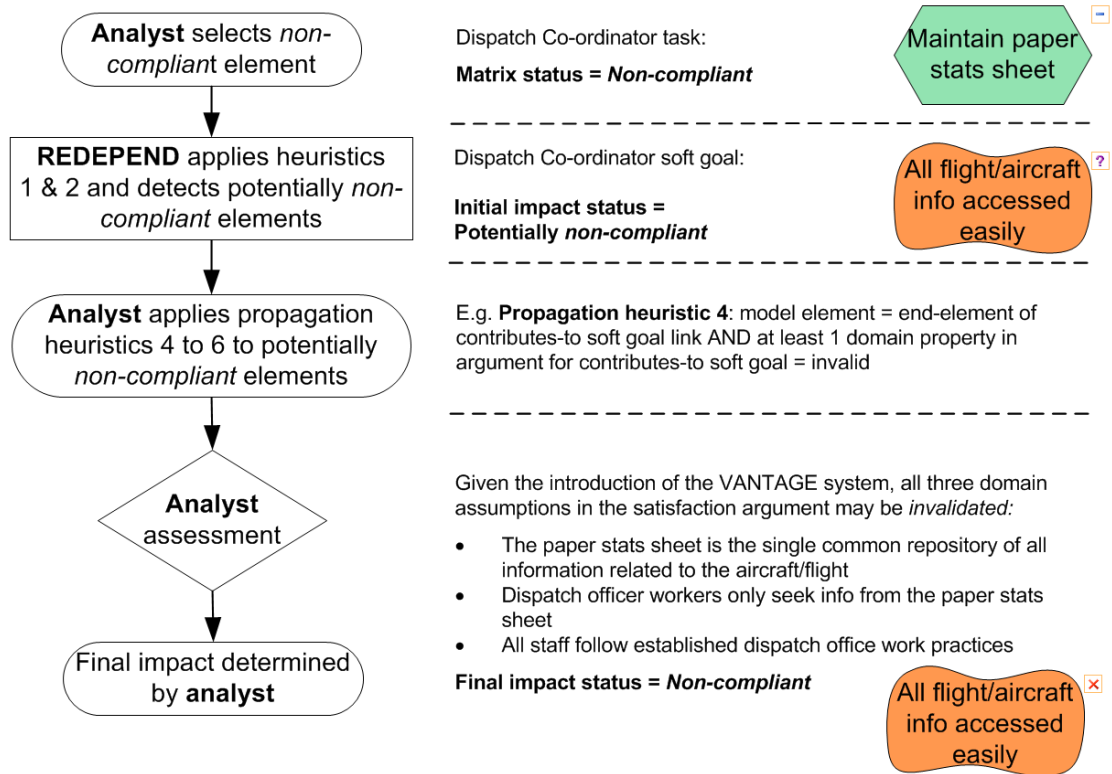 Analyst selects non-
compliant element
Dispatch Co-ordinator task:
Matrix status = Non-compliant
Maintain paper
stats sheet
REDEPEND applies heuristics
1 & 2 and detects potentially non-
compliant elements
Dispatch Co-ordinator soft goal:
Initial impact status =
Potentially non-compliant
All flight/aircraft
info accessed
easily
?
Analyst applies propagation
heuristics 4 to 6 to potentially
non-compliant elements
E.g. Propagation heuristic 4: model element = end-element of
contributes-to soft goal link AND at least 1 domain property in
argument for contributes-to soft goal = invalid
Analyst
assessment
Given the introduction of the VANTAGE system, all three domain
assumptions in the satisfaction argument may be invalidated:
• The paper stats sheet is the single common repository of all
information related to the aircraft/flight
• Dispatch officer workers only seek info from the paper stats
sheet
• All staff follow established dispatch office work practices
Final impact determined
by analyst
Final impact status = Non-compliant
All flight/aircraft
info accessed
easily